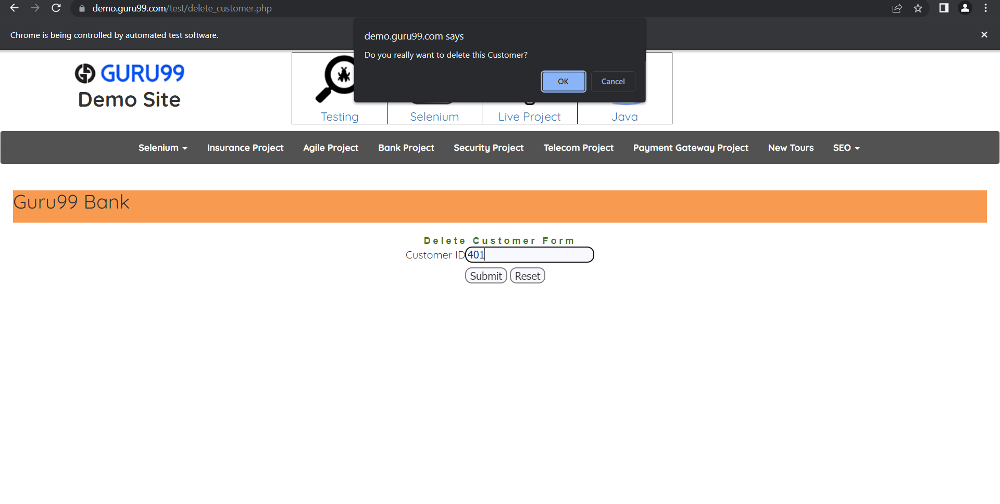 demo.guru99.com/test/delete_customer.php
Chrome is being controlled by automated test software.
demo.guru99.com says
Do you really want to delete this Customer?
OK Cancel
GURU99
Demo Site
Testing Selenium Live Project Java
Selenium Insurance Project Agile Project Bank Project Security Project Telecom Project Payment Gateway Project New Tours SEO
Guru99 Bank
Delete Customer Form
Customer ID 401
Submit Reset